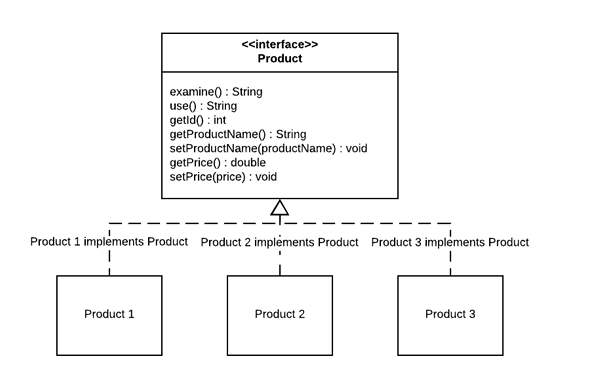 <<interface>>
Product
examine() : String
use() : String
getId() : int
getProductName() : String
setProductName(productName) : void
getPrice() : double
setPrice(price) : void
Product 1 implements Product
Product 2 implements Product
Product 3 implements Product
Product 1
Product 2
Product 3